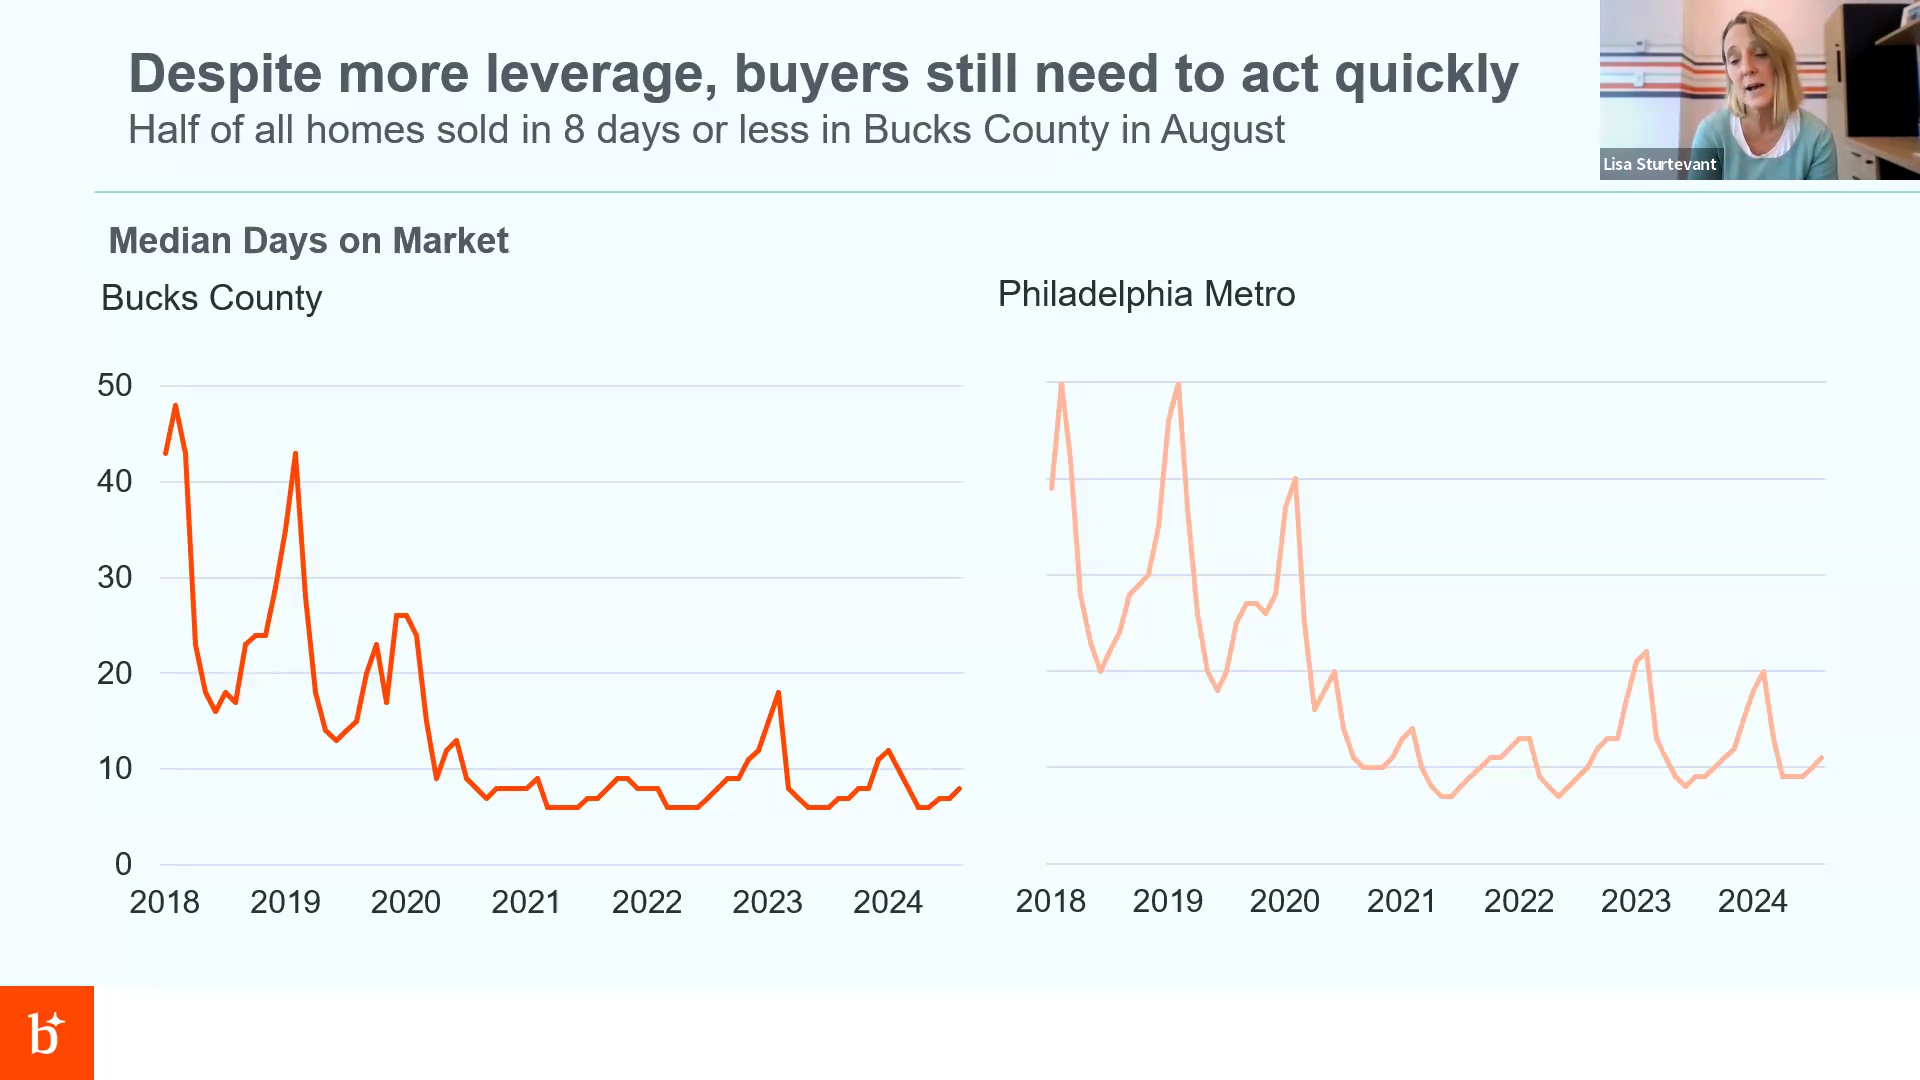 Despite more leverage, buyers still need to act quickly
Half of all homes sold in 8 days or less in Bucks County in August
Lisa Sturtevant
Median Days on Market
Bucks County
50
40
30
20
10
0
2018 2019 2020 2021 2022 2023 2024
Philadelphia Metro
2018 2019 2020 2021 2022 2023 2024
b